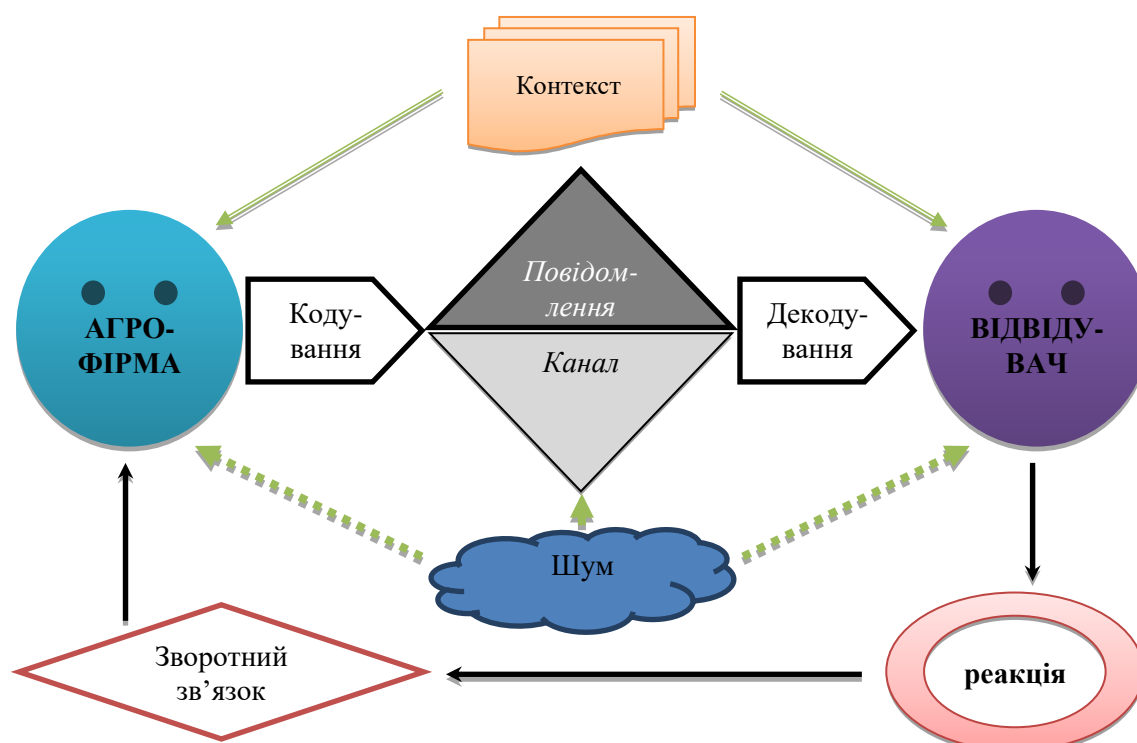 Контекст
АГРО-
ФІРМА
Коду-
вання
Повідом-
лення
Канал
Декоду-
вання
ВІДВІДУ-
ВАЧ
Шум
Зворотний
зв’язок
реакція